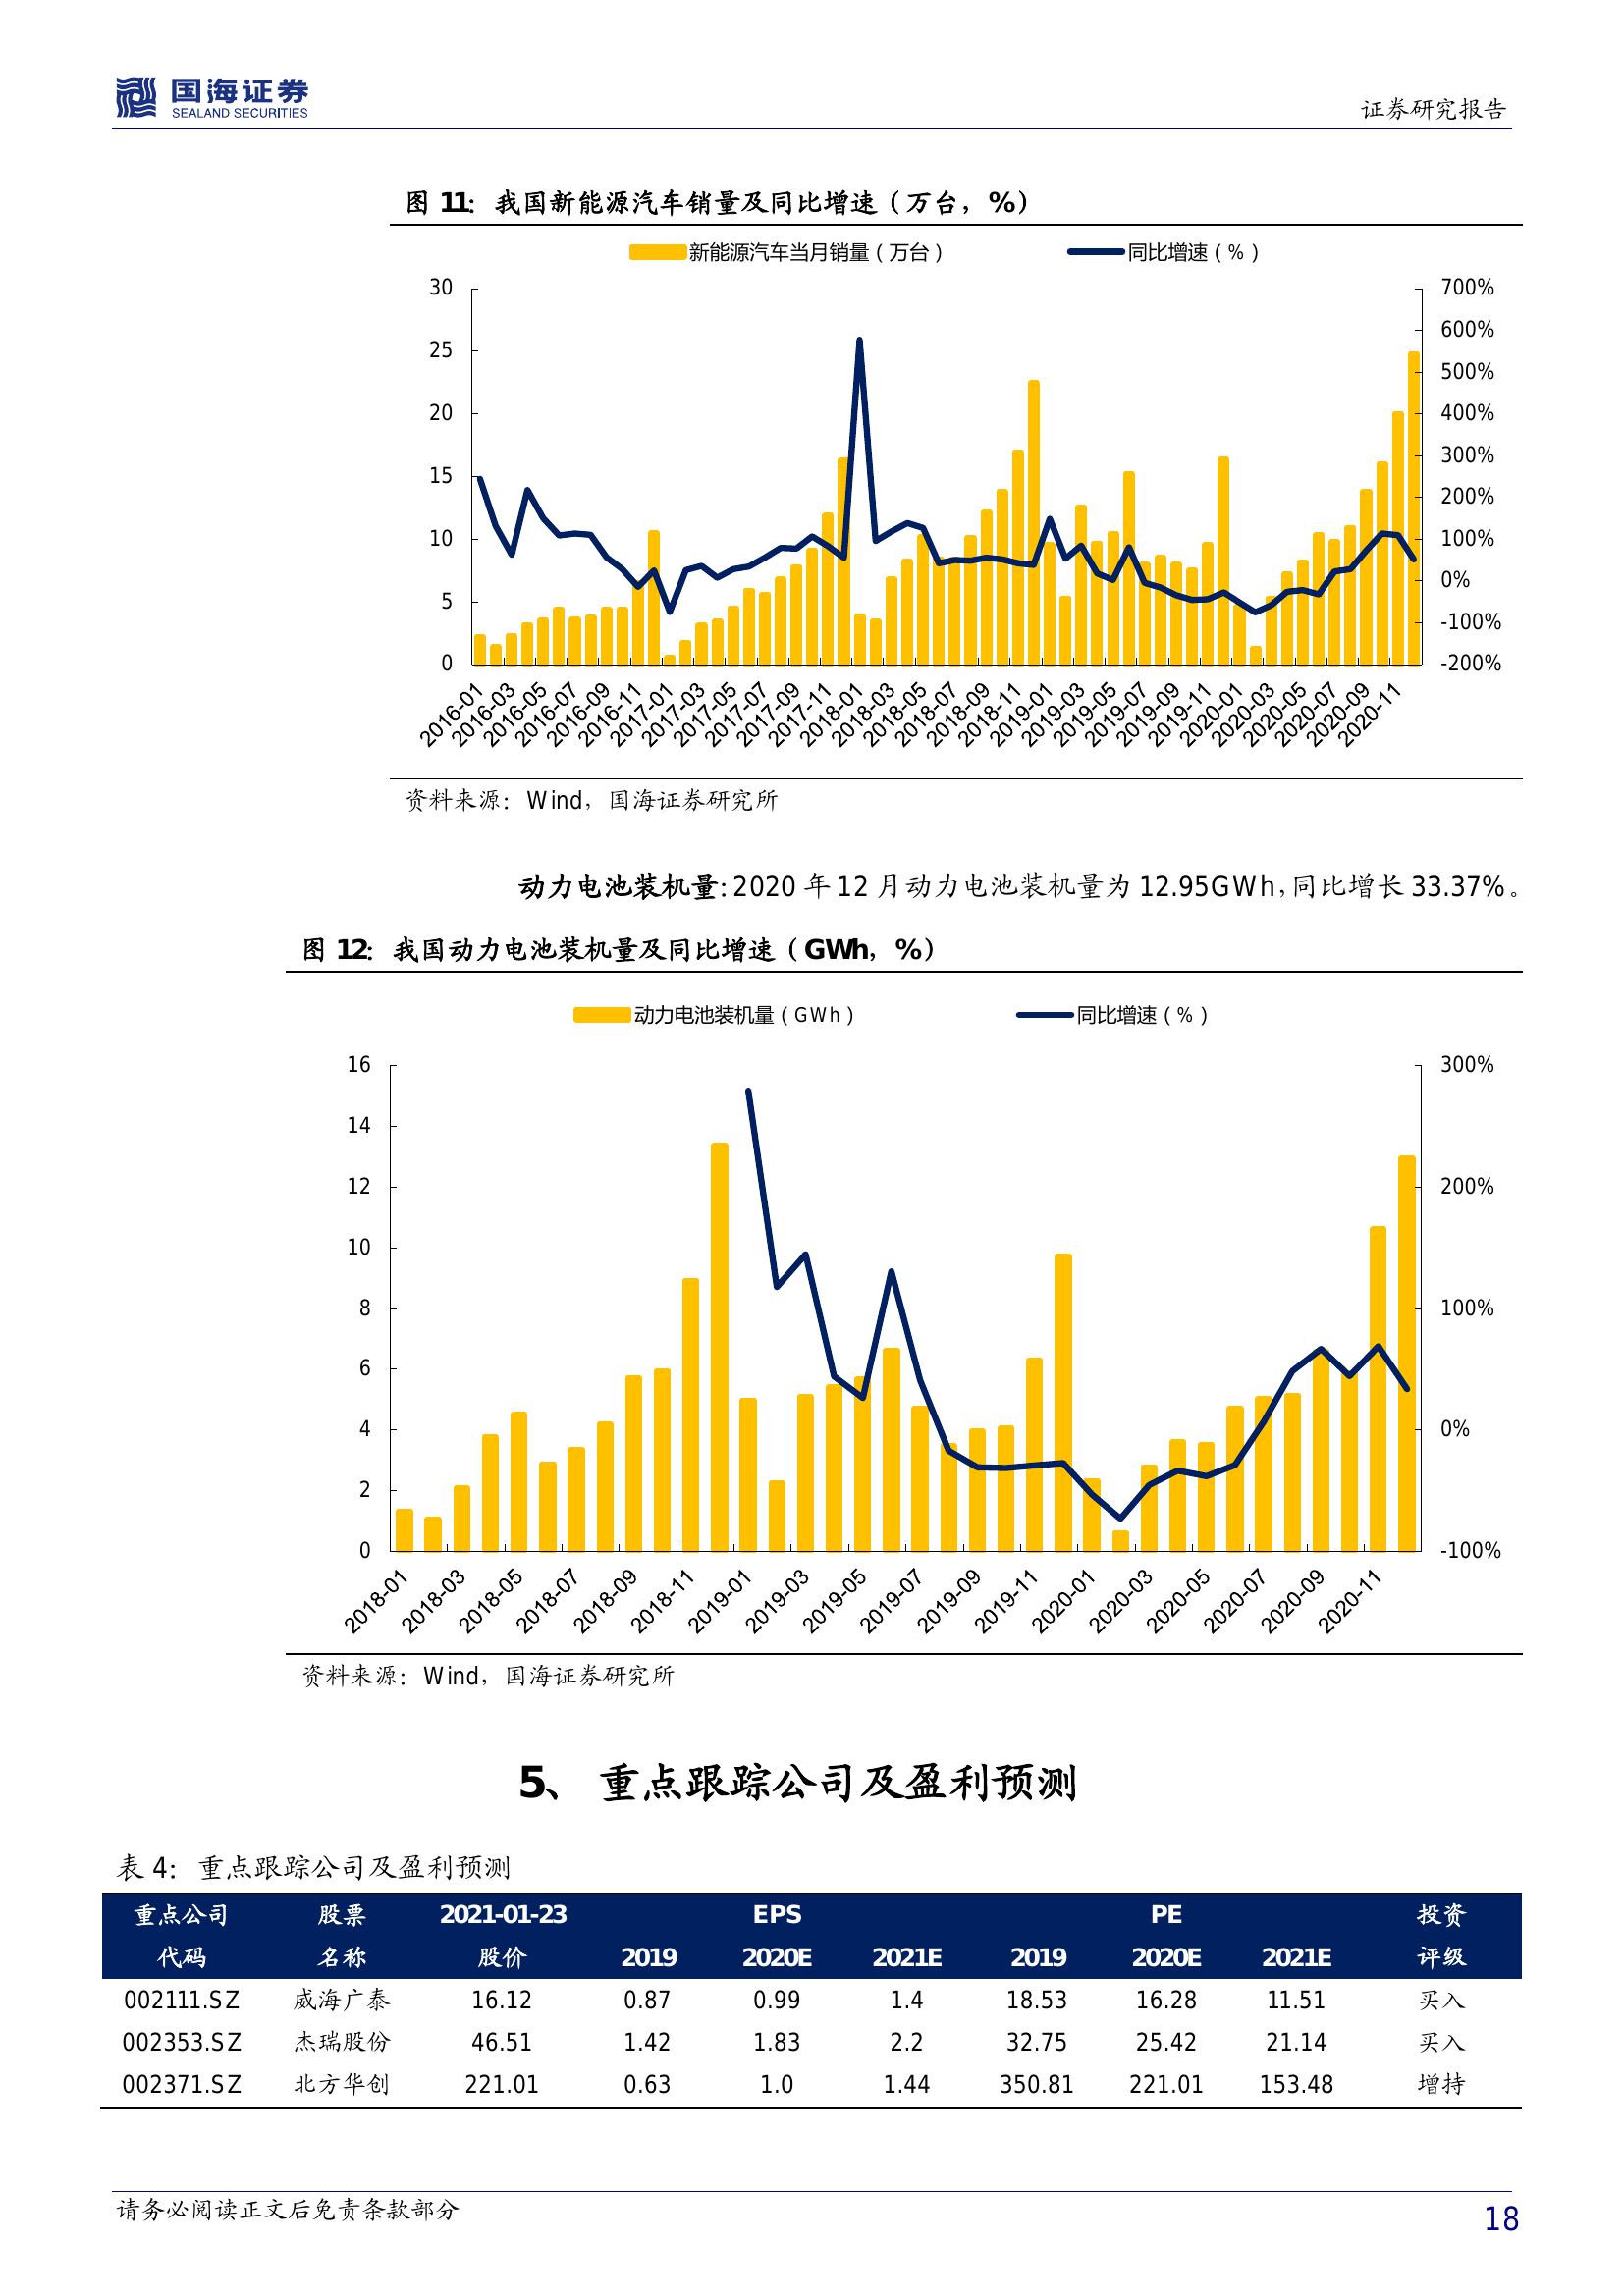 国海证券
SEALAND SECURITIES
证券研究报告
图 11：我国新能源汽车销量及同比增速（万台，%）
新能源汽车当月销量（万台） 同比增速（%）
30 700%
600%
25
500%
20 400%
300%
15
200%
10 100%
0%
5
-100%
0 -200%
2016-01 2016-03 2016-05 2016-07 2016-09 2016-11 2017-01 2017-03 2017-05 2017-07 2017-09 2017-11 2018-01 2018-03 2018-05 2018-07 2018-09 2018-11 2019-01 2019-03 2019-05 2019-07 2019-09 2019-11 2020-01 2020-03 2020-05 2020-07 2020-09 2020-11
资料来源：Wind，国海证券研究所
动力电池装机量：2020 年 12 月动力电池装机量为 12.95GWh，同比增长 33.37%。
图 12：我国动力电池装机量及同比增速（GWh，%）
动力电池装机量（GWh） 同比增速（%）
16 300%
14
12 200%
10
8 100%
6
4 0%
2
0 -100%
2018-01 2018-03 2018-05 2018-07 2018-09 2018-11 2019-01 2019-03 2019-05 2019-07 2019-09 2019-11 2020-01 2020-03 2020-05 2020-07 2020-09 2020-11
资料来源：Wind，国海证券研究所
5、 重点跟踪公司及盈利预测
表 4：重点跟踪公司及盈利预测
重点公司 股票 2021-01-23 EPS PE 投资
代码 名称 股价 2019 2020E 2021E 2019 2020E 2021E 评级
002111.SZ 威海广泰 16.12 0.87 0.99 1.4 18.53 16.28 11.51 买入
002353.SZ 杰瑞股份 46.51 1.42 1.83 2.2 32.75 25.42 21.14 买入
002371.SZ 北方华创 221.01 0.63 1.0 1.44 350.81 221.01 153.48 增持
请务必阅读正文后免责条款部分
18